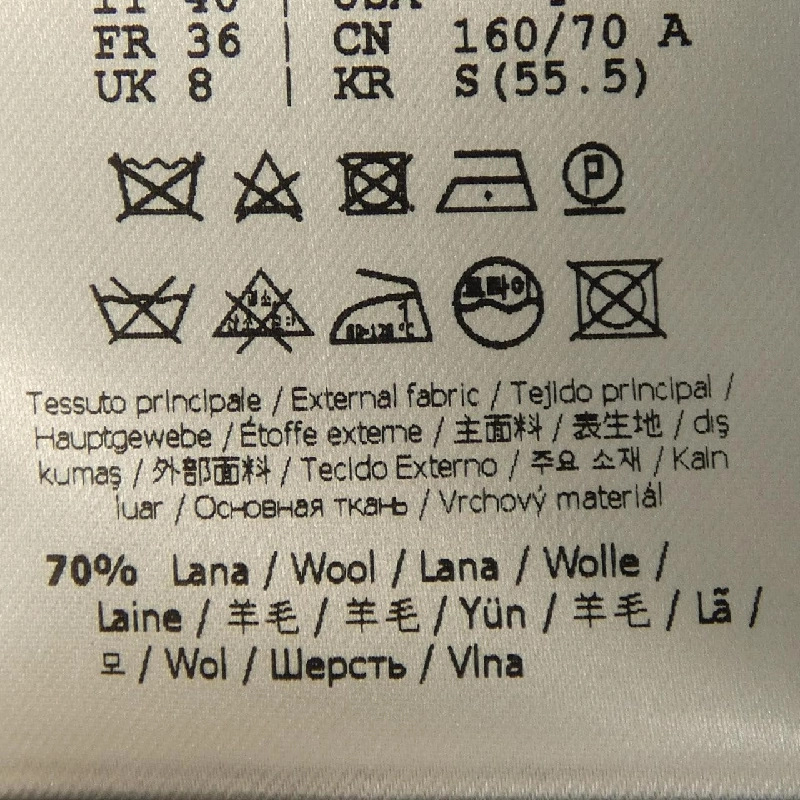 FR 36 | CN 160/70 A
UK 8 | KR S(55.5)
P
드라이
Tessuto principale / External fabric / Tejido principal /
Hauptgewebe / Étoffe externe / 主面料 / 表生地 / dış
kumaş / 外部面料 / Tecido Externo / 주요 소재 / Kain
luar / Основная ткань / Vrchový materiál
70% Lana / Wool / Lana / Wolle /
Laine / 羊毛 / 羊毛 / Yün / 羊毛 / Lã /
모 / Wol / Шерсть / Vlna